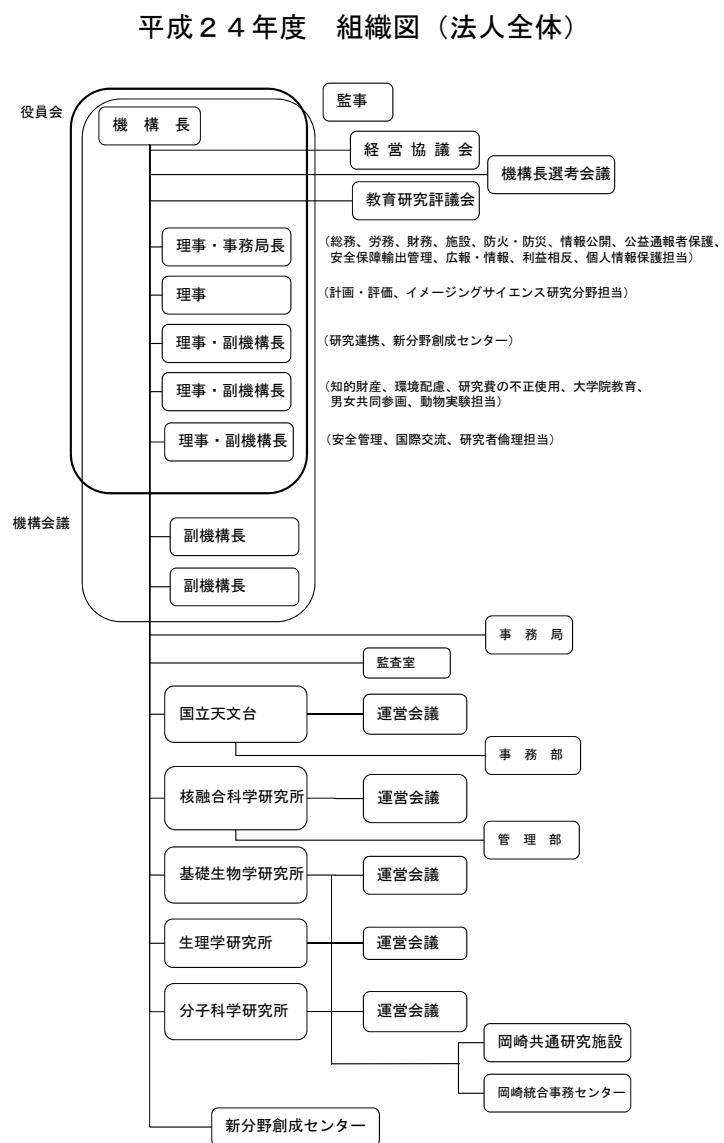 平成２４年度　組織図（法人全体）
役員会
監事
機　構　長
経 営 協 議 会
機構長選考会議
教育研究評議会
理事・事務局長
（総務、労務、財務、施設、防火・防災、情報公開、公益通報者保護、
安全保障輸出管理、広報・情報、利益相反、個人情報保護担当）
理事
（計画・評価、イメージングサイエンス研究分野担当）
理事・副機構長
（研究連携、新分野創成センター）
理事・副機構長
（知的財産、環境配慮、研究費の不正使用、大学院教育、
男女共同参画、動物実験担当）
理事・副機構長
（安全管理、国際交流、研究者倫理担当）
機構会議
副機構長
副機構長
事　務　局
監査室
国立天文台
運営会議
事　務　部
核融合科学研究所
運営会議
管　理　部
基礎生物学研究所
運営会議
生理学研究所
運営会議
分子科学研究所
運営会議
岡崎共通研究施設
岡崎統合事務センター
新分野創成センター